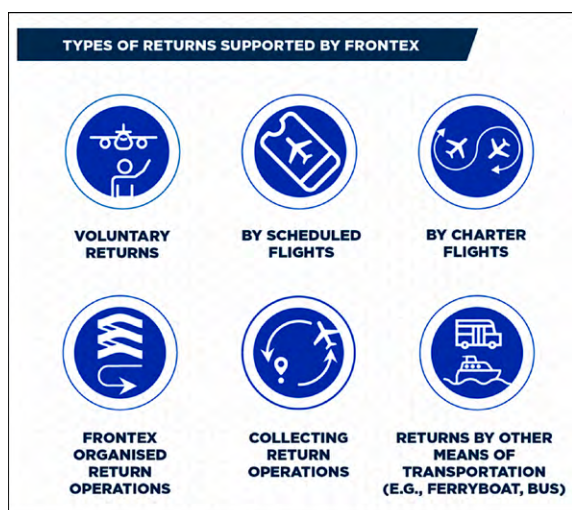 TYPES OF RETURNS SUPPORTED BY FRONTEX
VOLUNTARY
RETURNS
BY SCHEDULED
FLIGHTS
BY CHARTER
FLIGHTS
FRONTEX
ORGANISED
RETURN
OPERATIONS
COLLECTING
RETURN
OPERATIONS
RETURNS BY OTHER
MEANS OF
TRANSPORTATION
(E.G., FERRYBOAT, BUS)